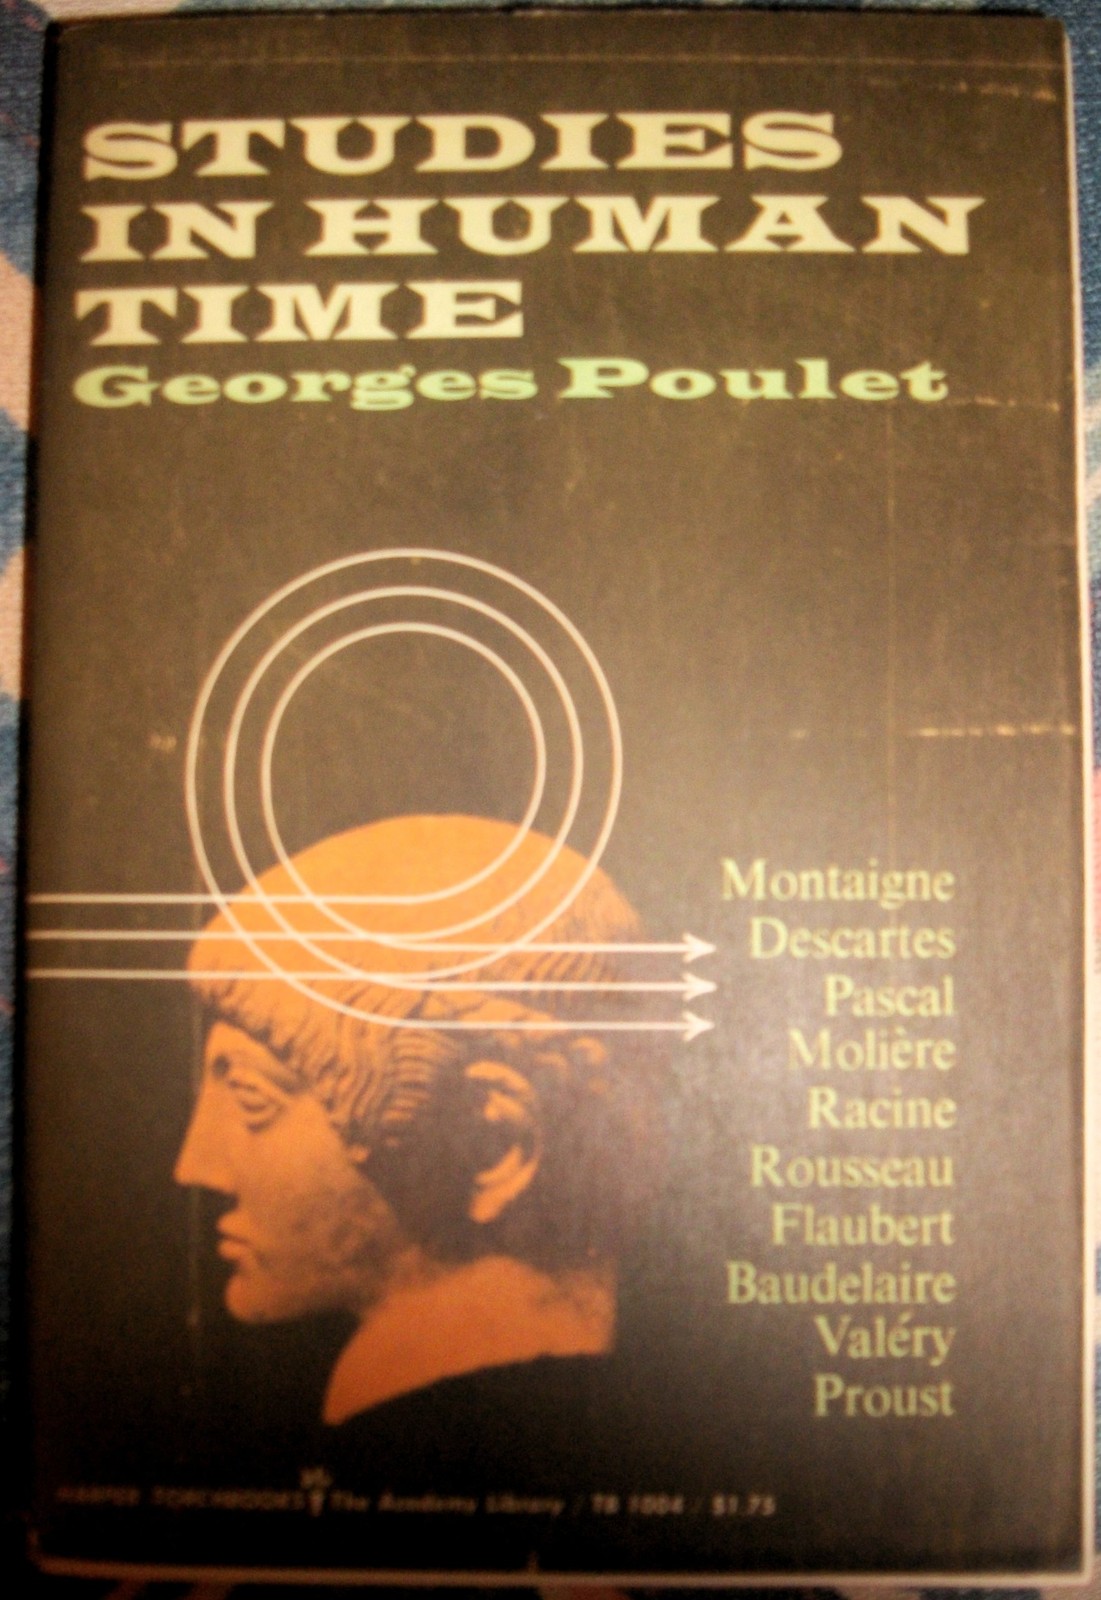 STUDIES
IN HUMAN
TIME
Georges Poulet
Montaigne
Descartes
Pascal
Molière
Racine
Rousseau
Flaubert
Baudelaire
Valéry
Proust
HARPER TORCHBOOKS The Academy Library / TB 1004 / $1.75